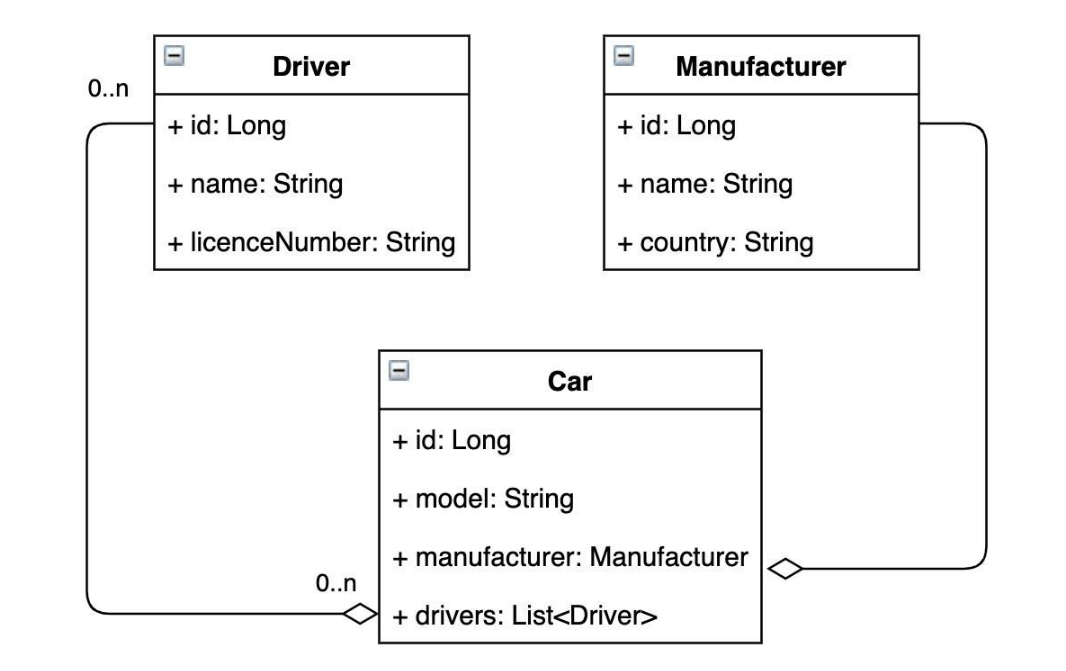 0..n
Driver
+ id: Long
+ name: String
+ licenceNumber: String
Manufacturer
+ id: Long
+ name: String
+ country: String
Car
+ id: Long
+ model: String
+ manufacturer: Manufacturer
+ drivers: List<Driver>
0..n